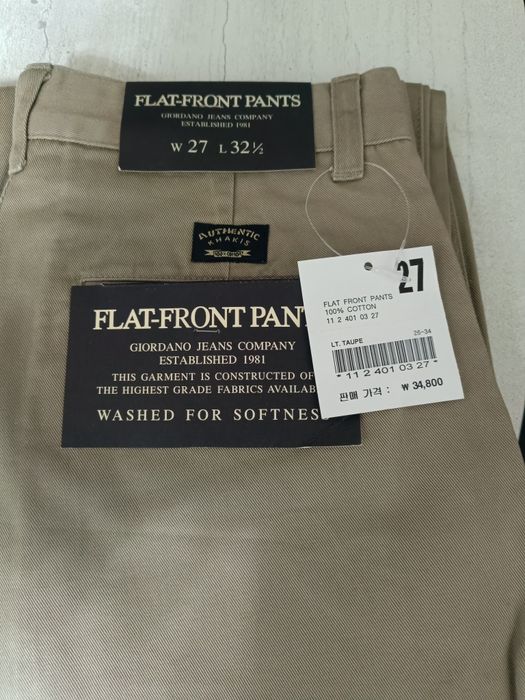 FLAT-FRONT PANTS
GIORDANO JEANS COMPANY
ESTABLISHED 1981
W 27 L 32½
AUTHENTIC
KHAKIS
27
FLAT FRONT PANTS
100% COTTON
11 2 401 03 27
LT. TAUPE 25-34
* 11 2 401 03 27 *
판매 가격 : ₩ 34,800
FLAT-FRONT PANT
GIORDANO JEANS COMPANY
ESTABLISHED 1981
THIS GARMENT IS CONSTRUCTED OF
THE HIGHEST GRADE FABRICS AVAILAB
WASHED FOR SOFTNESS